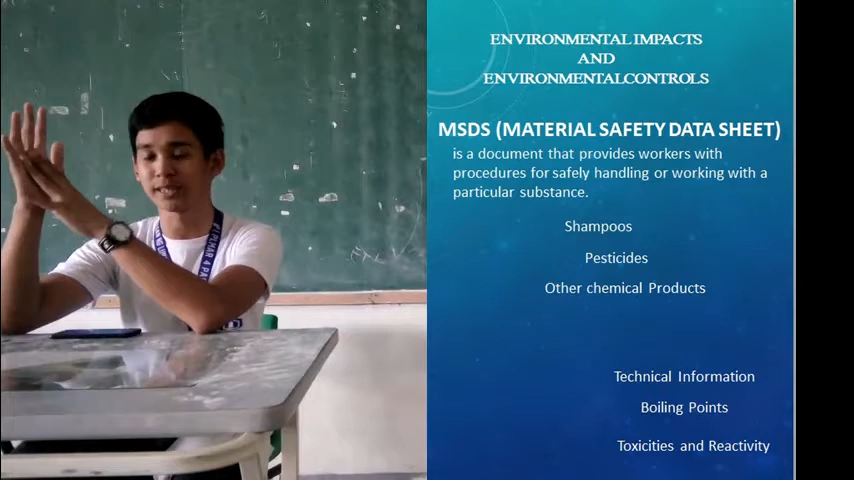 ENVIRONMENTAL IMPACTS
AND
ENVIRONMENTALCONTROLS
MSDS (MATERIAL SAFETY DATA SHEET)
is a document that provides workers with
procedures for safely handling or working with a
particular substance.
Shampoos
Pesticides
Other chemical Products
Technical Information
Boiling Points
Toxicities and Reactivity